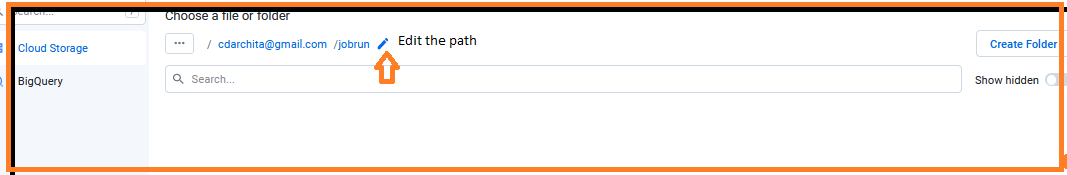 Choose a file or folder
Search... /
Cloud Storage
... / cdarchita@gmail.com /jobrun Edit the path
Create Folder
BigQuery
Search...
Show hidden